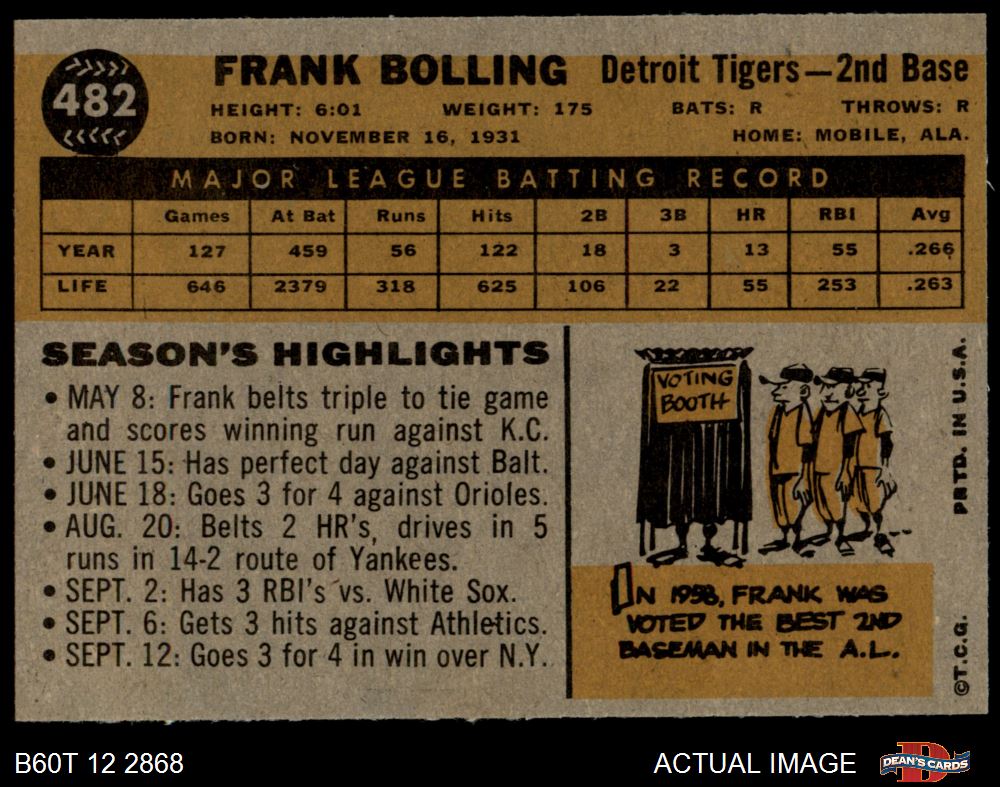 482
FRANK BOLLING Detroit Tigers—2nd Base
HEIGHT: 6:01 WEIGHT: 175 BATS: R THROWS: R
BORN: NOVEMBER 16, 1931 HOME: MOBILE, ALA.
MAJOR LEAGUE BATTING RECORD
Games At Bat Runs Hits 2B 3B HR RBI Avg
YEAR 127 459 56 122 18 3 13 55 .266
LIFE 646 2379 318 625 106 22 55 253 .263
SEASON'S HIGHLIGHTS
• MAY 8: Frank belts triple to tie game
and scores winning run against K.C.
• JUNE 15: Has perfect day against Balt.
• JUNE 18: Goes 3 for 4 against Orioles.
• AUG. 20: Belts 2 HR's, drives in 5
runs in 14-2 route of Yankees.
• SEPT. 2: Has 3 RBI's vs. White Sox.
• SEPT. 6: Gets 3 hits against Athletics.
• SEPT. 12: Goes 3 for 4 in win over N.Y.
VOTING
BOOTH
IN 1958, FRANK WAS
VOTED THE BEST 2ND
BASEMAN IN THE A.L.
PRTD. IN U.S.A.
©T.C.G.
B60T 12 2868
ACTUAL IMAGE
D
DEAN'S CARDS